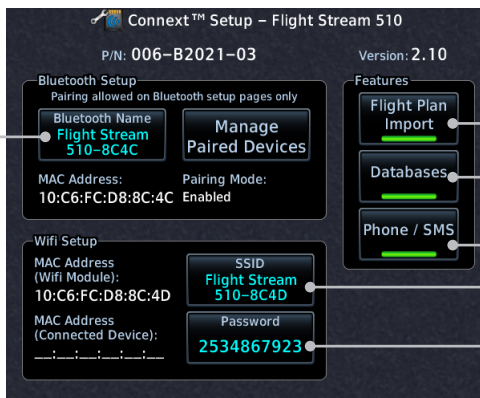 Connext™ Setup – Flight Stream 510
P/N: 006-B2021-03
Version: 2.10
Bluetooth Setup
Pairing allowed on Bluetooth setup pages only
Bluetooth Name
Flight Stream
510-8C4C
Manage
Paired Devices
MAC Address:
10:C6:FC:D8:8C:4C
Pairing Mode:
Enabled
Features
Flight Plan
Import
Databases
Phone / SMS
Wifi Setup
MAC Address
(Wifi Module):
10:C6:FC:D8:8C:4D
SSID
Flight Stream
510-8C4D
MAC Address
(Connected Device):
__:__:__:__:__:__
Password
2534867923